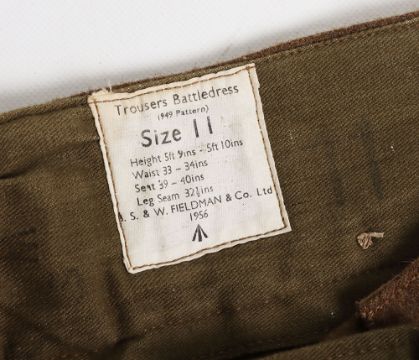 Trousers Battledress
(949 Pattern)
Size 11
Height 5ft 9ins - 5ft 10ins
Waist 33 - 34ins
Seat 39 - 40ins
Leg Seam 32½ins
. S. & W. FIELDMAN & Co. Ltd
1956